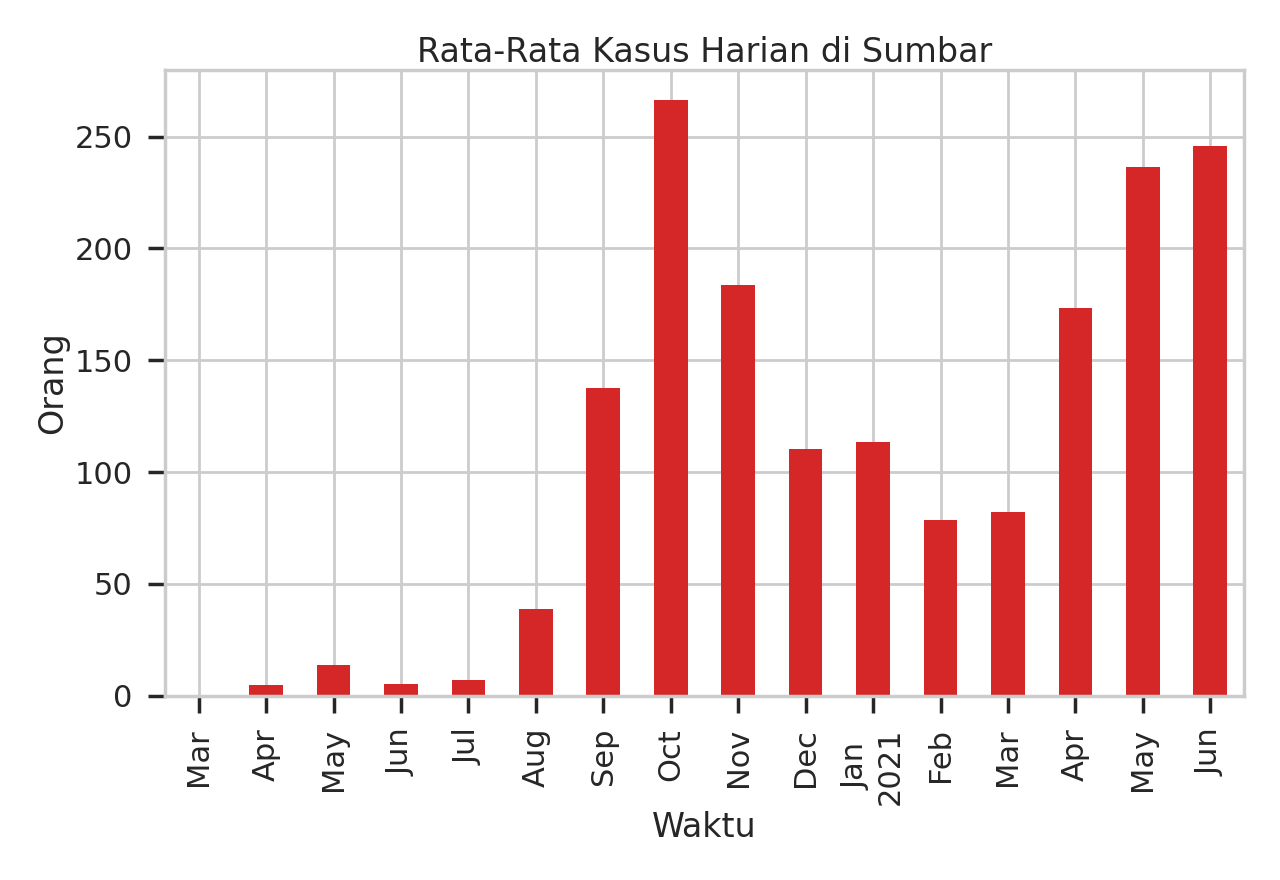 Rata-Rata Kasus Harian di Sumbar
Orang
250
200
150
100
50
0
Mar
Apr
May
Jun
Jul
Aug
Sep
Oct
Nov
Dec
Jan
2021
Feb
Mar
Apr
May
Jun
Waktu